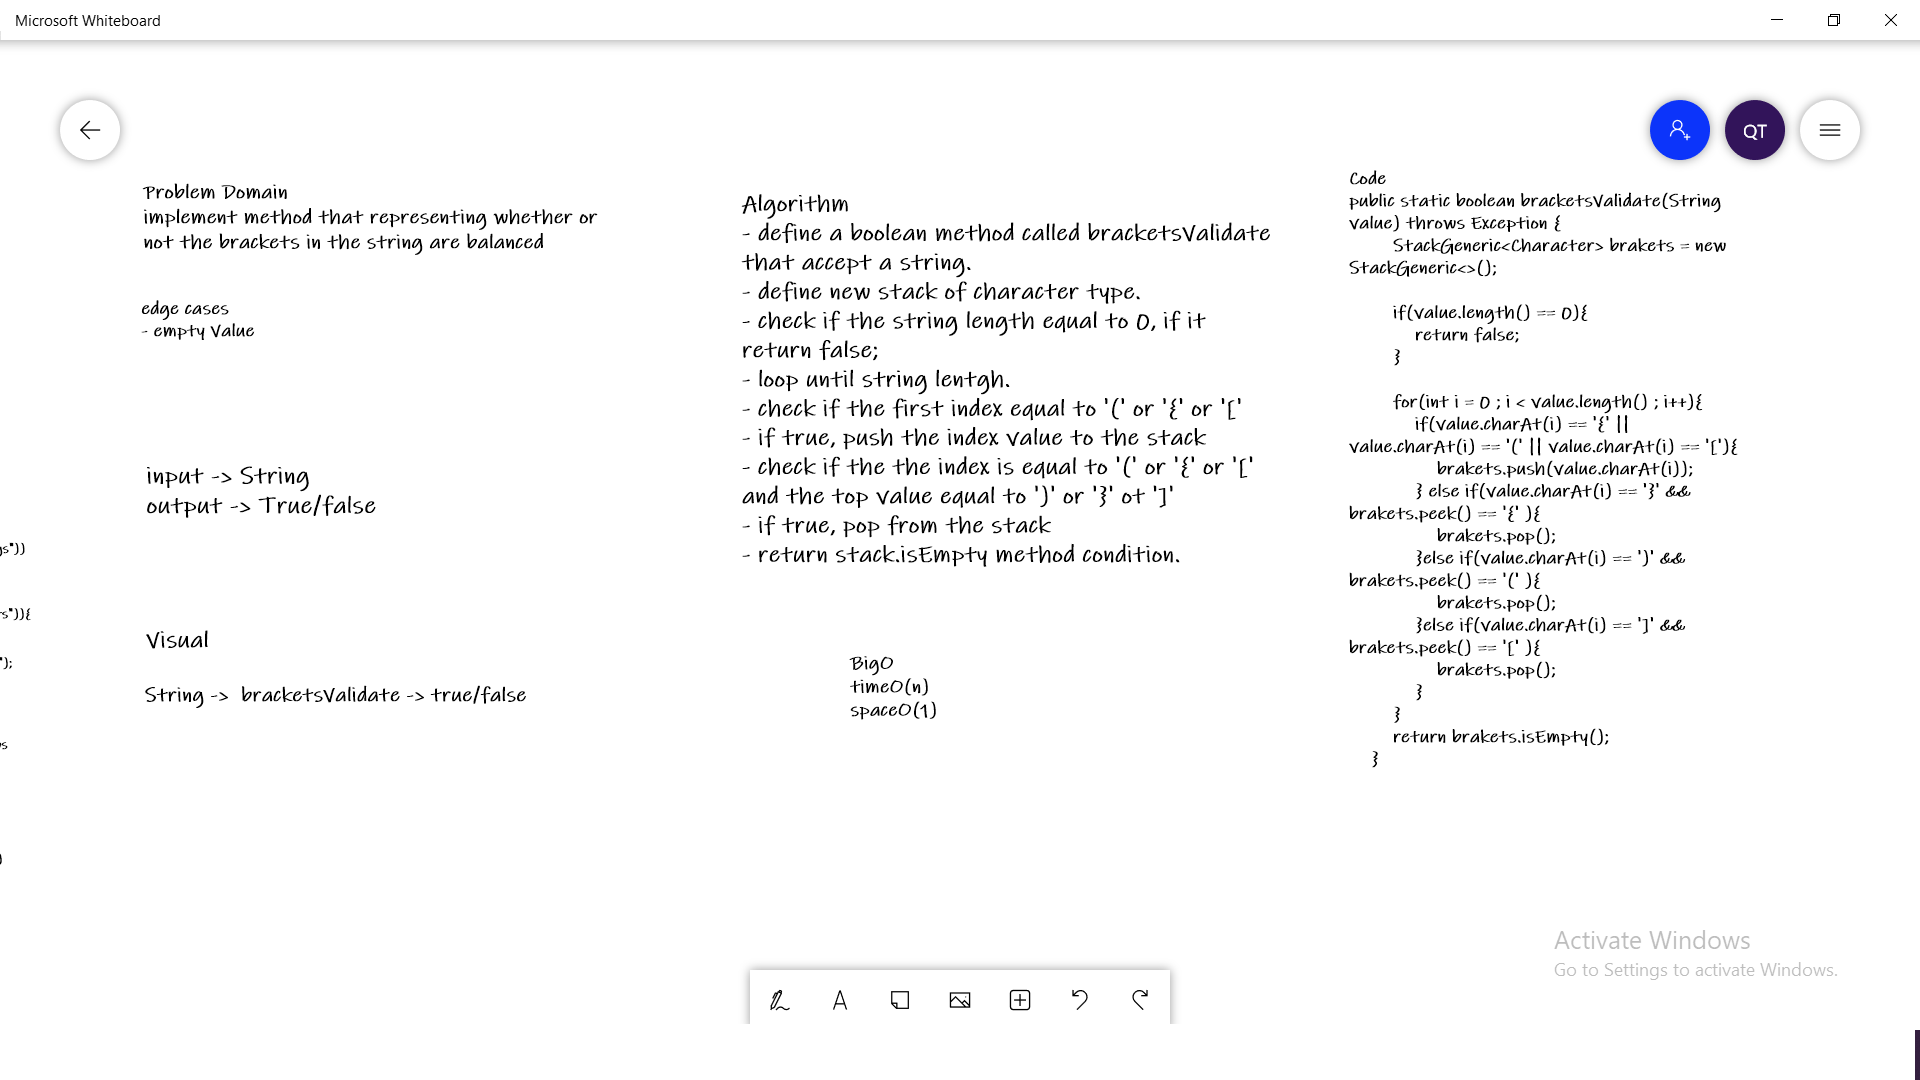 Microsoft Whiteboard
QT
Problem Domain
implement method that representing whether or
not the brackets in the string are balanced
edge cases
- empty Value
input -> String
output -> True/false
gs"))
rs")){
");
Visual
String -> bracketsValidate -> true/false
Algorithm
- define a boolean method called bracketsValidate
that accept a string.
- define new stack of character type.
- check if the string length equal to 0, if it
return false;
- loop until string lentgh.
- check if the first index equal to '(' or '{' or '['
- if true, push the index value to the stack
- check if the the index is equal to '(' or '{' or '['
and the top value equal to ')' or '}' ot ']'
- if true, pop from the stack
- return stack.isEmpty method condition.
BigO
timeO(n)
spaceO(1)
Code
public static boolean bracketsValidate(String
value) throws Exception {
StackGeneric<Character> brakets = new
StackGeneric<>();
if(value.length() == 0){
return false;
}
for(int i = 0 ; i < value.length() ; i++){
if(value.charAt(i) == '{' ||
value.charAt(i) == '(' || value.charAt(i) == '['){
brakets.push(value.charAt(i));
} else if(value.charAt(i) == '}' &&
brakets.peek() == '{' ){
brakets.pop();
}else if(value.charAt(i) == ')' &&
brakets.peek() == '(' ){
brakets.pop();
}else if(value.charAt(i) == ']' &&
brakets.peek() == '[' ){
brakets.pop();
}
}
return brakets.isEmpty();
}
Activate Windows
Go to Settings to activate Windows.